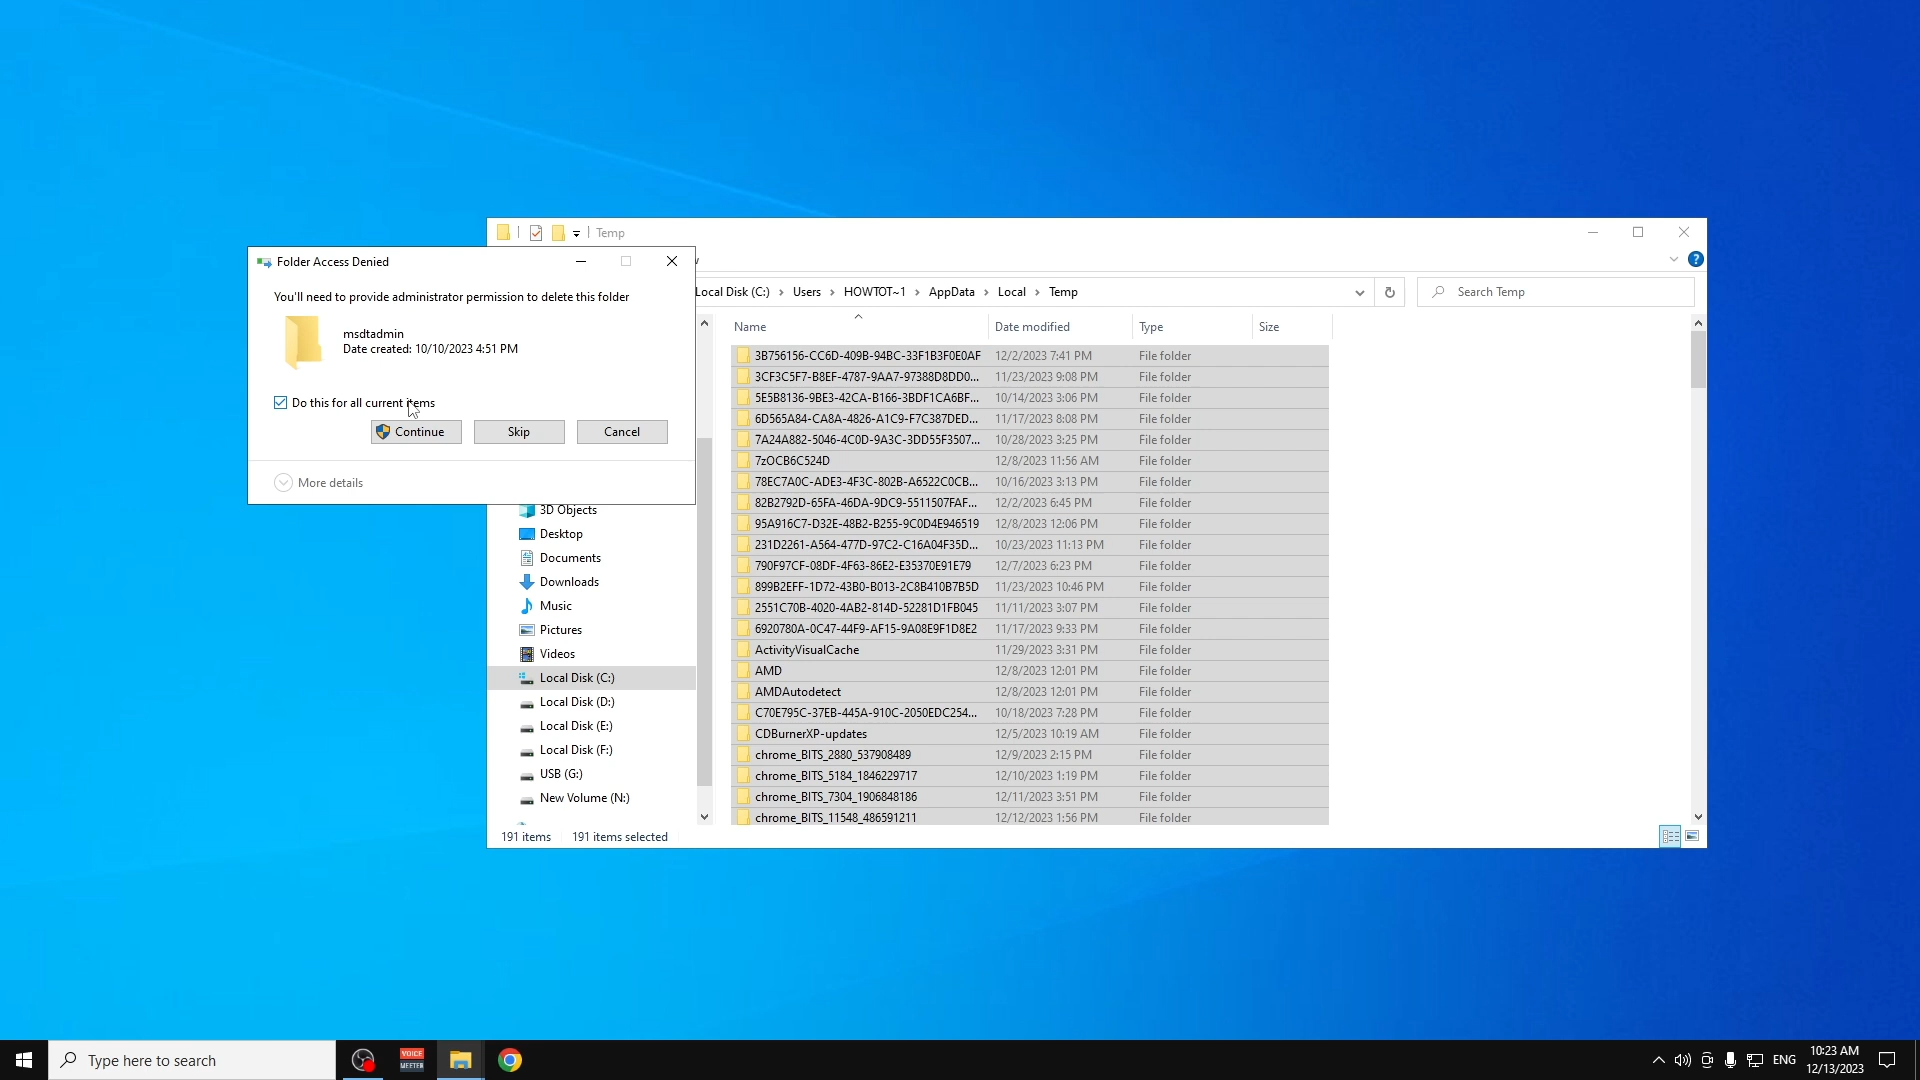 Temp
Folder Access Denied
You'll need to provide administrator permission to delete this folder
msdtadmin
Date created: 10/10/2023 4:51 PM
Do this for all current items
Continue
Skip
Cancel
More details
Local Disk (C:) › Users › HOWTOT~1 › AppData › Local › Temp
Search Temp
Name Date modified Type Size
3B756156-CC6D-409B-94BC-33F1B3F0E0AF 12/2/2023 7:41 PM File folder
3CF3C5F7-B8EF-4787-9AA7-97388D8DD0... 11/23/2023 9:08 PM File folder
5E5B8136-9BE3-42CA-B166-3BDF1CA6BF... 10/14/2023 3:06 PM File folder
6D565A84-CA8A-4826-A1C9-F7C387DED... 11/17/2023 8:08 PM File folder
7A24A882-5046-4C0D-9A3C-3DD55F3507... 10/28/2023 3:25 PM File folder
7zOCB6C524D 12/8/2023 11:56 AM File folder
78EC7A0C-ADE3-4F3C-802B-A6522C0CB... 10/16/2023 3:13 PM File folder
82B2792D-65FA-46DA-9DC9-5511507FAF... 12/2/2023 6:45 PM File folder
95A916C7-D32E-48B2-B255-9C0D4E946519 12/8/2023 12:06 PM File folder
231D2261-A564-477D-97C2-C16A04F35D... 10/23/2023 11:13 PM File folder
790F97CF-08DF-4F63-86E2-E35370E91E79 12/7/2023 6:23 PM File folder
899B2EFF-1D72-43B0-B013-2C8B410B7B5D 11/23/2023 10:46 PM File folder
2551C70B-4020-4AB2-814D-52281D1FB045 11/11/2023 3:07 PM File folder
6920780A-0C47-44F9-AF15-9A08E9F1D8E2 11/17/2023 9:33 PM File folder
ActivityVisualCache 11/29/2023 3:31 PM File folder
AMD 12/8/2023 12:01 PM File folder
AMDAutodetect 12/8/2023 12:01 PM File folder
C70E795C-37EB-445A-910C-2050EDC254... 10/18/2023 7:28 PM File folder
CDBurnerXP-updates 12/5/2023 10:19 AM File folder
chrome_BITS_2880_537908489 12/9/2023 2:15 PM File folder
chrome_BITS_5184_1846229717 12/10/2023 1:19 PM File folder
chrome_BITS_7304_1906848186 12/11/2023 3:51 PM File folder
chrome_BITS_11548_486591211 12/12/2023 1:56 PM File folder
3D Objects
Desktop
Documents
Downloads
Music
Pictures
Videos
Local Disk (C:)
Local Disk (D:)
Local Disk (E:)
Local Disk (F:)
USB (G:)
New Volume (N:)
191 items 191 items selected
Type here to search
VOICE
MEETER
ENG
10:23 AM
12/13/2023